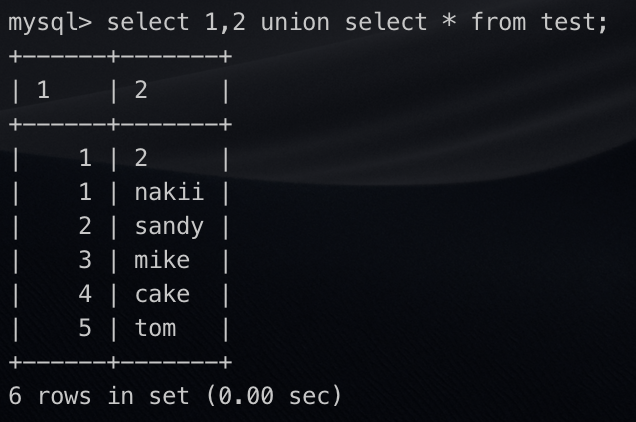 mysql> select 1,2 union select * from test;
+------+-------+
| 1    | 2     |
+------+-------+
|    1 | 2     |
|    1 | nakii |
|    2 | sandy |
|    3 | mike  |
|    4 | cake  |
|    5 | tom   |
+------+-------+
6 rows in set (0.00 sec)